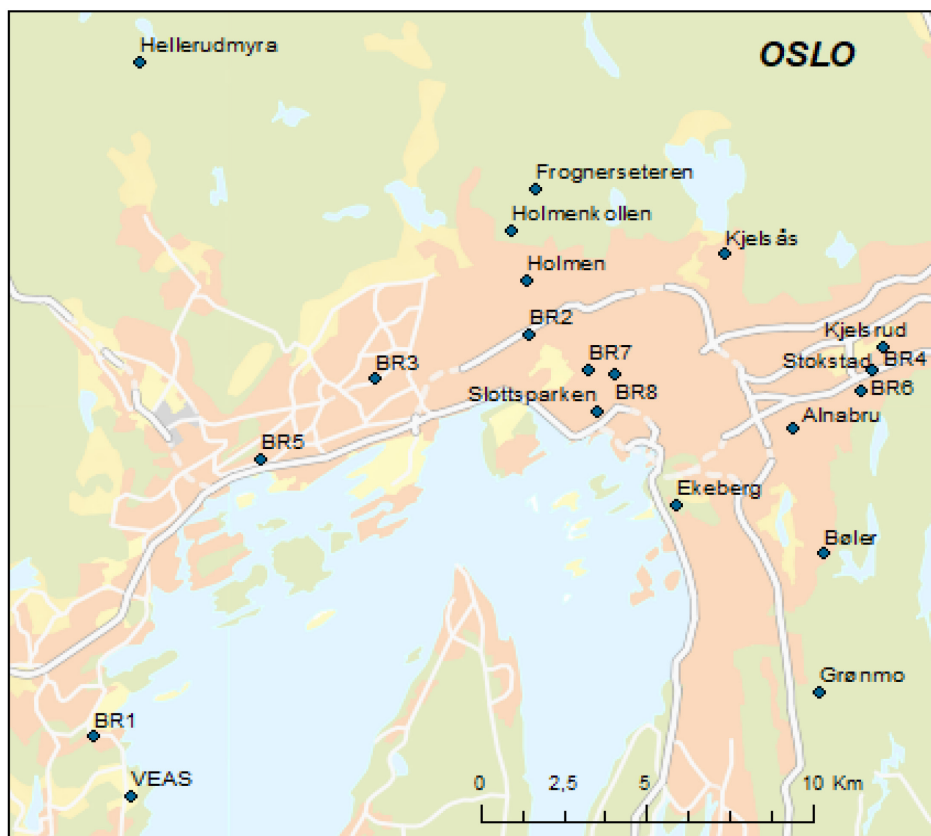 Hellerudmyra
OSLO
Frognerseteren
Holmenkollen
Kjelsås
Holmen
BR2
Kjelsrud
BR3
BR7
Stokstad
BR4
Slottsparken
BR8
BR6
Alnabru
BR5
Ekeberg
Bøler
Grønmo
BR1
VEAS
0 2,5 5 10 Km